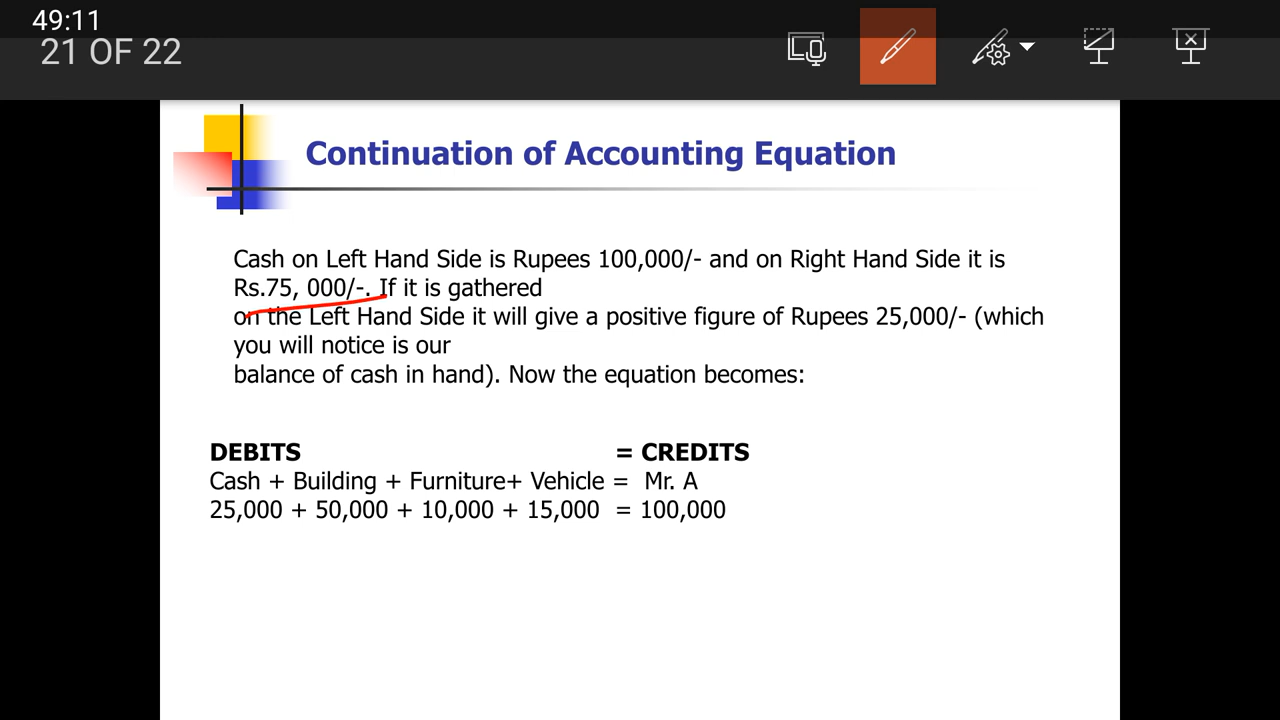 49:11
21 OF 22
Continuation of Accounting Equation
Cash on Left Hand Side is Rupees 100,000/- and on Right Hand Side it is
Rs.75, 000/-. If it is gathered
on the Left Hand Side it will give a positive figure of Rupees 25,000/- (which
you will notice is our
balance of cash in hand). Now the equation becomes:
DEBITS = CREDITS
Cash + Building + Furniture+ Vehicle = Mr. A
25,000 + 50,000 + 10,000 + 15,000 = 100,000